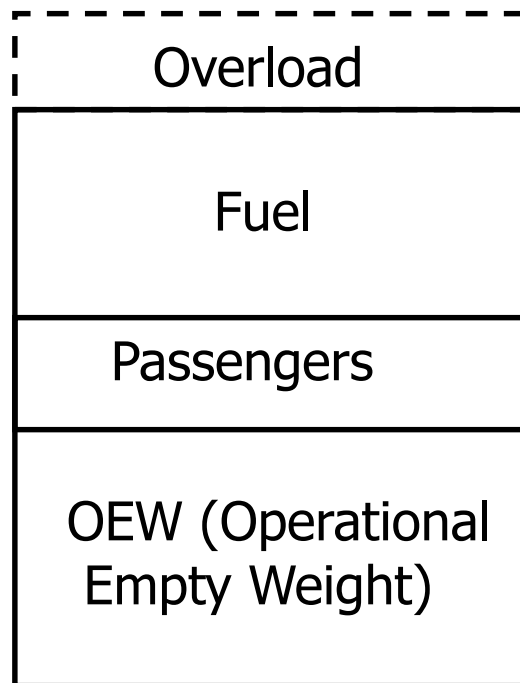 Overload
Fuel
Passengers
OEW (Operational
Empty Weight)